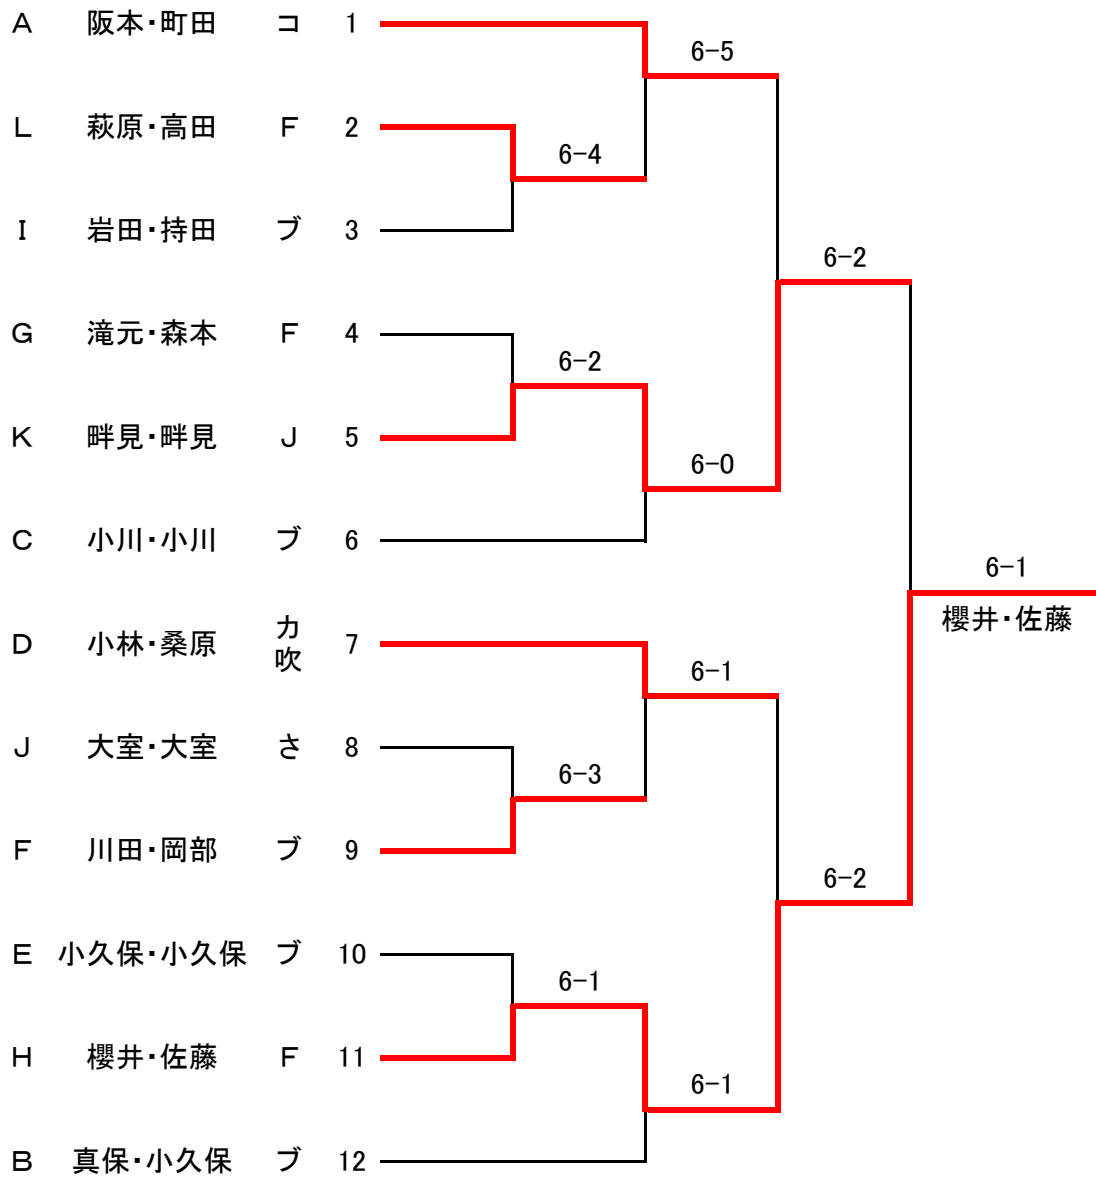 A 阪本・町田 コ 1
6-5
L 萩原・高田 F 2
6-4
I 岩田・持田 ブ 3
6-2
G 滝元・森本 F 4
6-2
K 畔見・畔見 J 5
6-0
C 小川・小川 ブ 6
6-1
櫻井・佐藤
D 小林・桑原 カ吹 7
6-1
J 大室・大室 さ 8
6-3
F 川田・岡部 ブ 9
6-2
E 小久保・小久保 ブ 10
6-1
H 櫻井・佐藤 F 11
6-1
B 真保・小久保 ブ 12